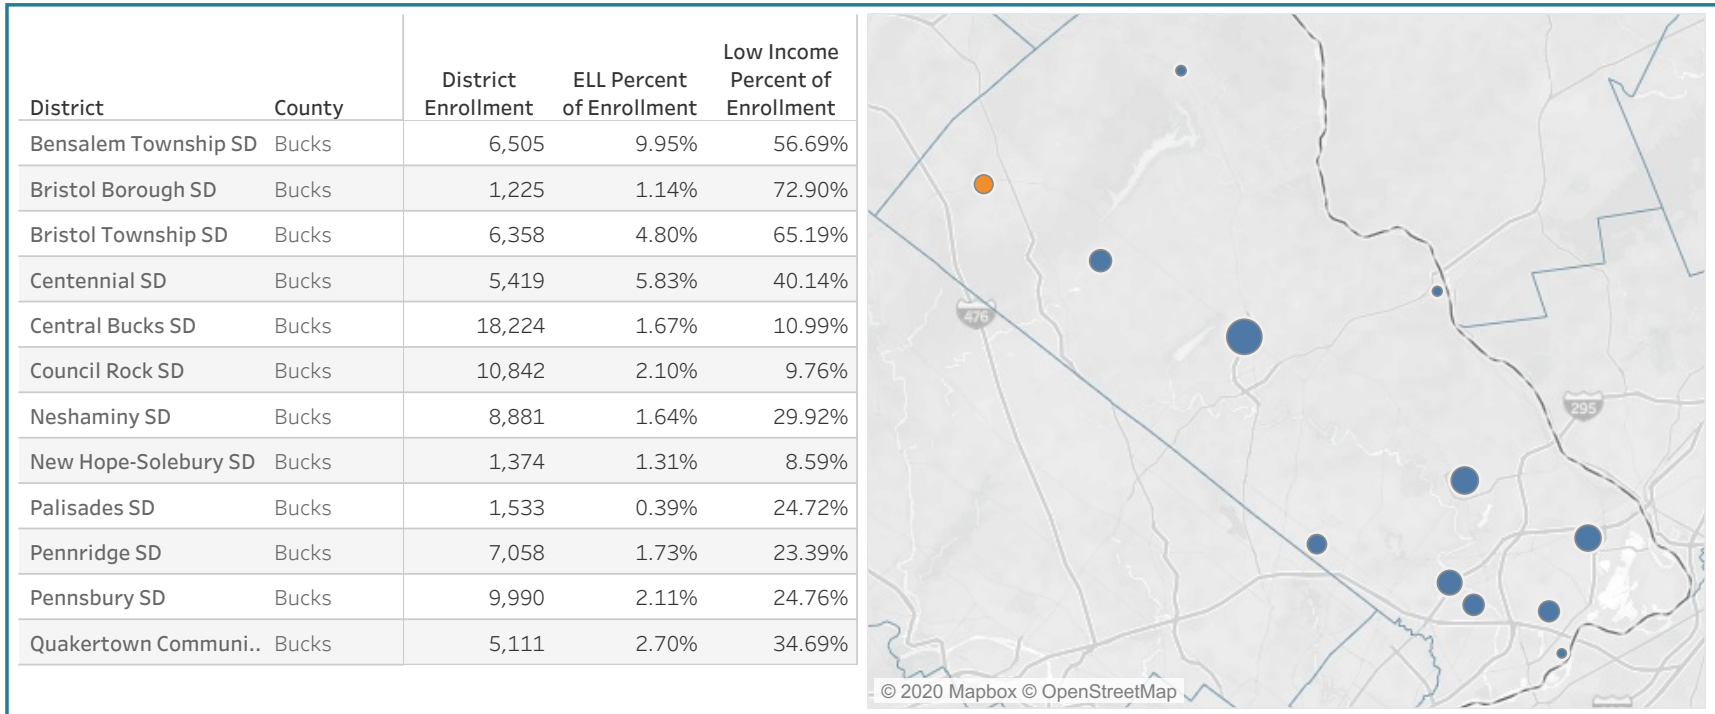 District County District Enrollment ELL Percent of Enrollment Low Income Percent of Enrollment
Bensalem Township SD Bucks 6,505 9.95% 56.69%
Bristol Borough SD Bucks 1,225 1.14% 72.90%
Bristol Township SD Bucks 6,358 4.80% 65.19%
Centennial SD Bucks 5,419 5.83% 40.14%
Central Bucks SD Bucks 18,224 1.67% 10.99%
Council Rock SD Bucks 10,842 2.10% 9.76%
Neshaminy SD Bucks 8,881 1.64% 29.92%
New Hope-Solebury SD Bucks 1,374 1.31% 8.59%
Palisades SD Bucks 1,533 0.39% 24.72%
Pennridge SD Bucks 7,058 1.73% 23.39%
Pennsbury SD Bucks 9,990 2.11% 24.76%
Quakertown Communi.. Bucks 5,111 2.70% 34.69%
476
295
© 2020 Mapbox © OpenStreetMap